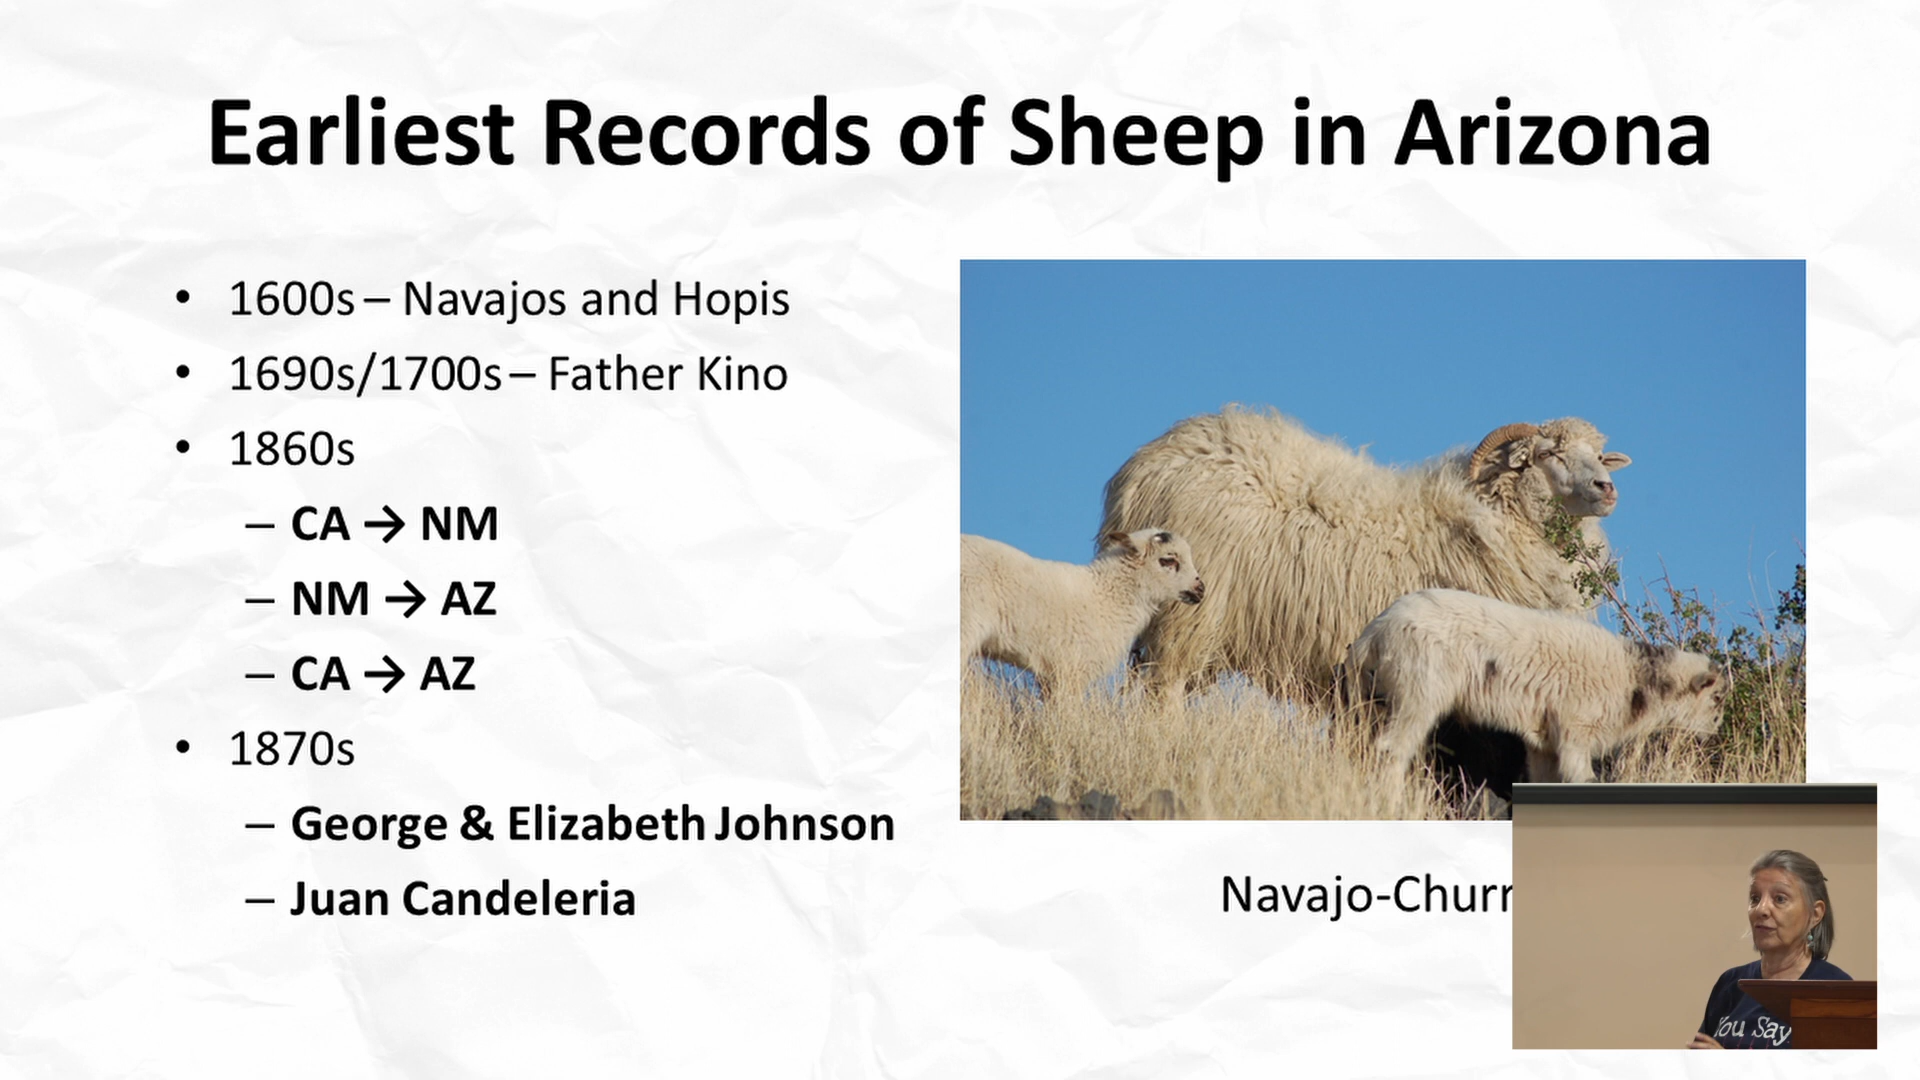 Earliest Records of Sheep in Arizona
• 1600s – Navajos and Hopis
• 1690s/1700s – Father Kino
• 1860s
– CA → NM
– NM → AZ
– CA → AZ
• 1870s
– George & Elizabeth Johnson
– Juan Candeleria
Navajo-Churr
You Say